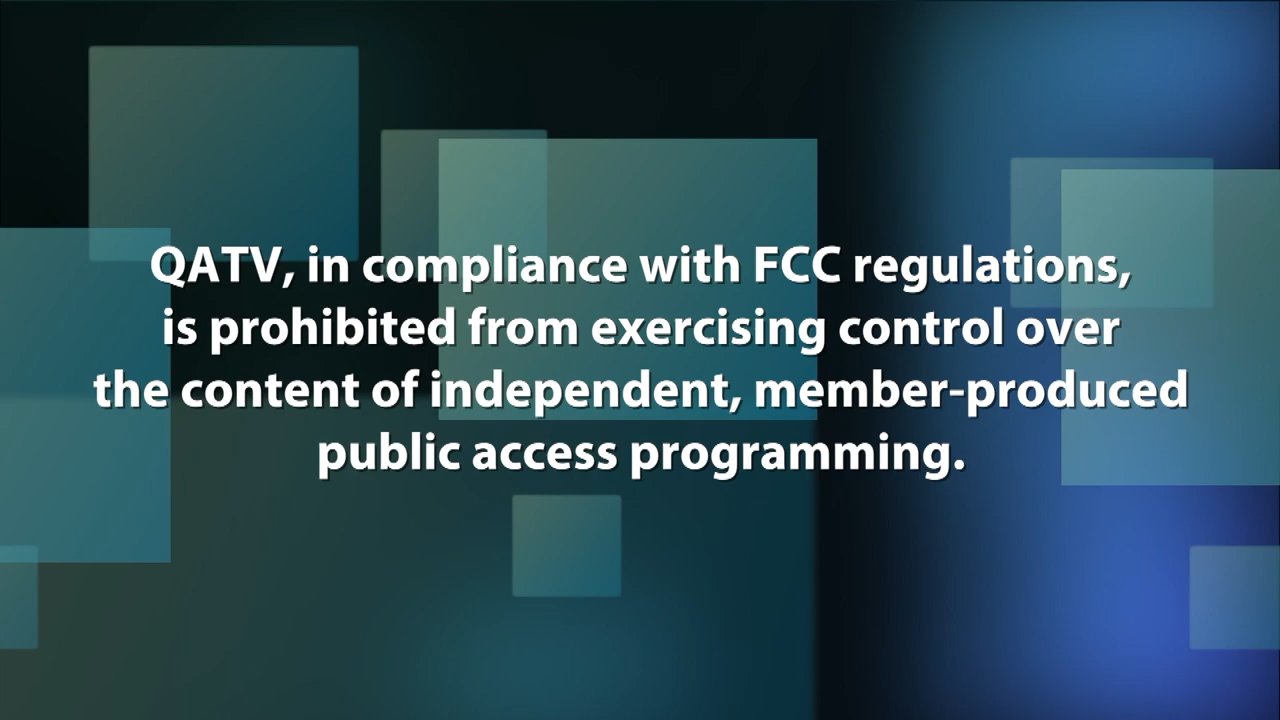 QATV, in compliance with FCC regulations,
is prohibited from exercising control over
the content of independent, member-produced
public access programming.